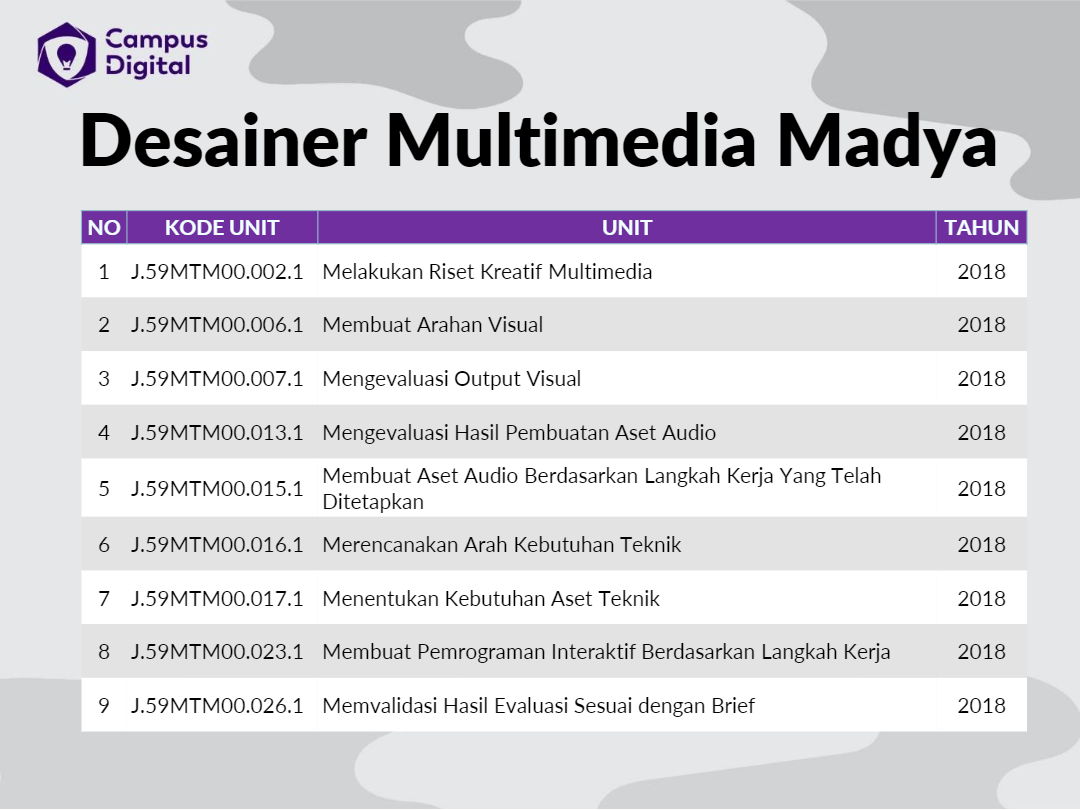 Campus
Digital
Desainer Multimedia Madya
NO KODE UNIT UNIT TAHUN
1 J.59MTM00.002.1 Melakukan Riset Kreatif Multimedia 2018
2 J.59MTM00.006.1 Membuat Arahan Visual 2018
3 J.59MTM00.007.1 Mengevaluasi Output Visual 2018
4 J.59MTM00.013.1 Mengevaluasi Hasil Pembuatan Aset Audio 2018
5 J.59MTM00.015.1 Membuat Aset Audio Berdasarkan Langkah Kerja Yang Telah
Ditetapkan 2018
6 J.59MTM00.016.1 Merencanakan Arah Kebutuhan Teknik 2018
7 J.59MTM00.017.1 Menentukan Kebutuhan Aset Teknik 2018
8 J.59MTM00.023.1 Membuat Pemrograman Interaktif Berdasarkan Langkah Kerja 2018
9 J.59MTM00.026.1 Memvalidasi Hasil Evaluasi Sesuai dengan Brief 2018